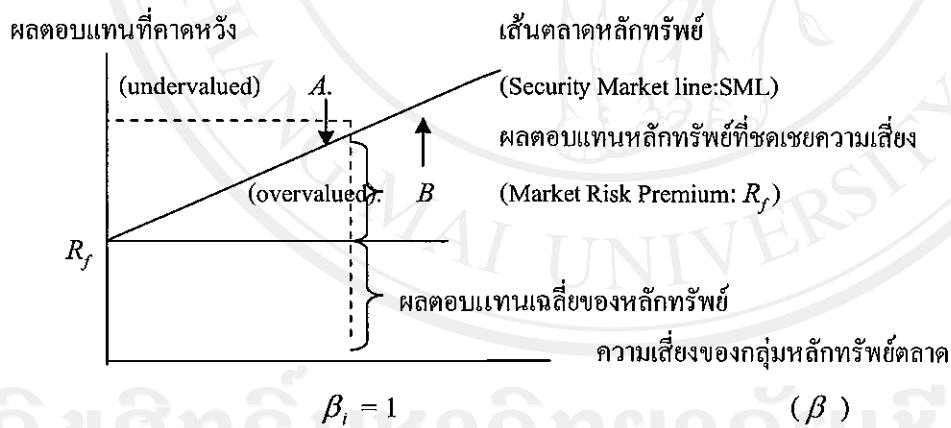 ผลตอบแทนที่คาดหวัง
เส้นตลาดหลักทรัพย์
(undervalued) A.
(Security Market line:SML)
ผลตอบแทนหลักทรัพย์ที่ชดเชยความเสี่ยง
(overvalued). B
(Market Risk Premium: R_f)
R_f
ผลตอบแทนเฉลี่ยของหลักทรัพย์
ความเสี่ยงของกลุ่มหลักทรัพย์ตลาด
β_i = 1
(β)
MAI UNIVERSITY